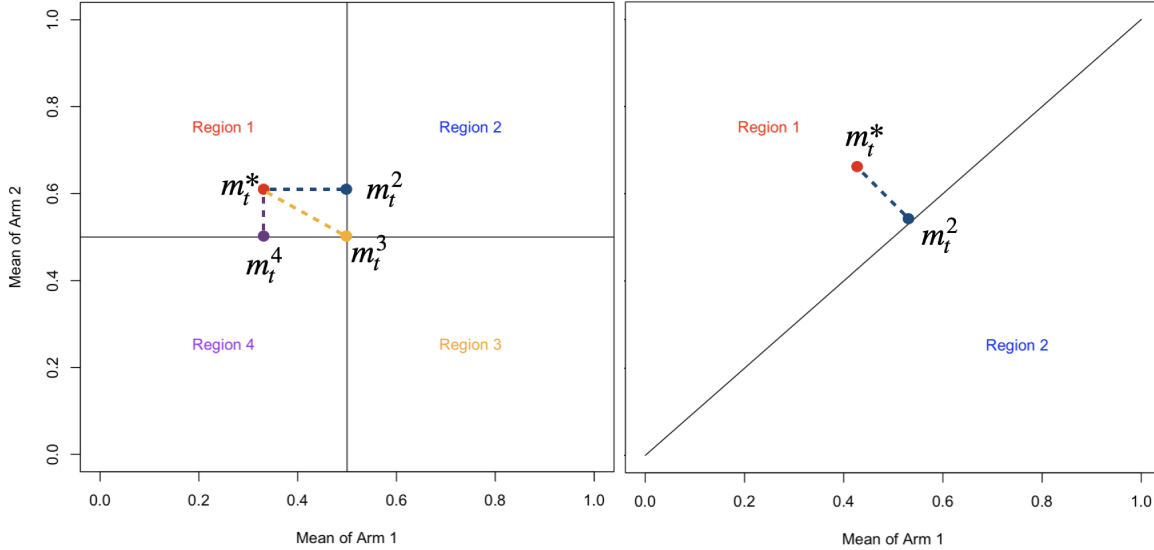 Mean of Arm 2
1.0
0.8
0.6
0.4
0.2
0.0
Region 1
Region 2
m_t^*
m_t^2
m_t^4
m_t^3
Region 4
Region 3
0.0 0.2 0.4 0.6 0.8 1.0
Mean of Arm 1
Region 1
m_t^*
m_t^2
Region 2
0.0 0.2 0.4 0.6 0.8 1.0
Mean of Arm 1